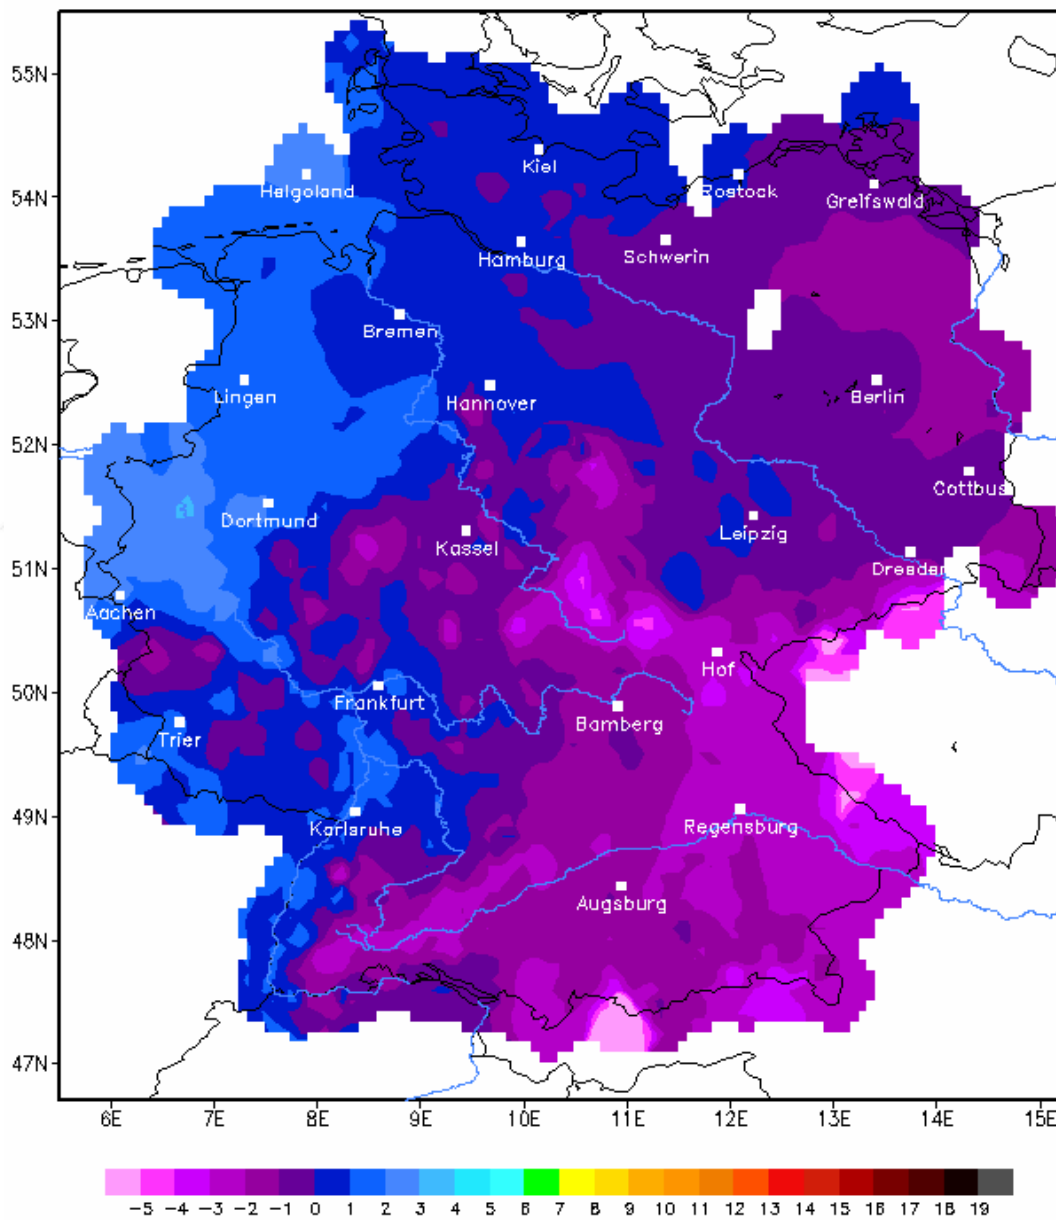 55N
Kiel
54N
Helgoland
Rostock
Greifswald
Hamburg
Schwerin
53N
Bremen
Lingen
Hannover
Berlin
52N
Cottbus
Dortmund
Leipzig
Kassel
51N
Dresden
Aachen
Hof
50N
Frankfurt
Bamberg
Trier
49N
Karlsruhe
Regensburg
Augsburg
48N
47N
6E 7E 8E 9E 10E 11E 12E 13E 14E 15E
-5 -4 -3 -2 -1 0 1 2 3 4 5 6 7 8 9 10 11 12 13 14 15 16 17 18 19